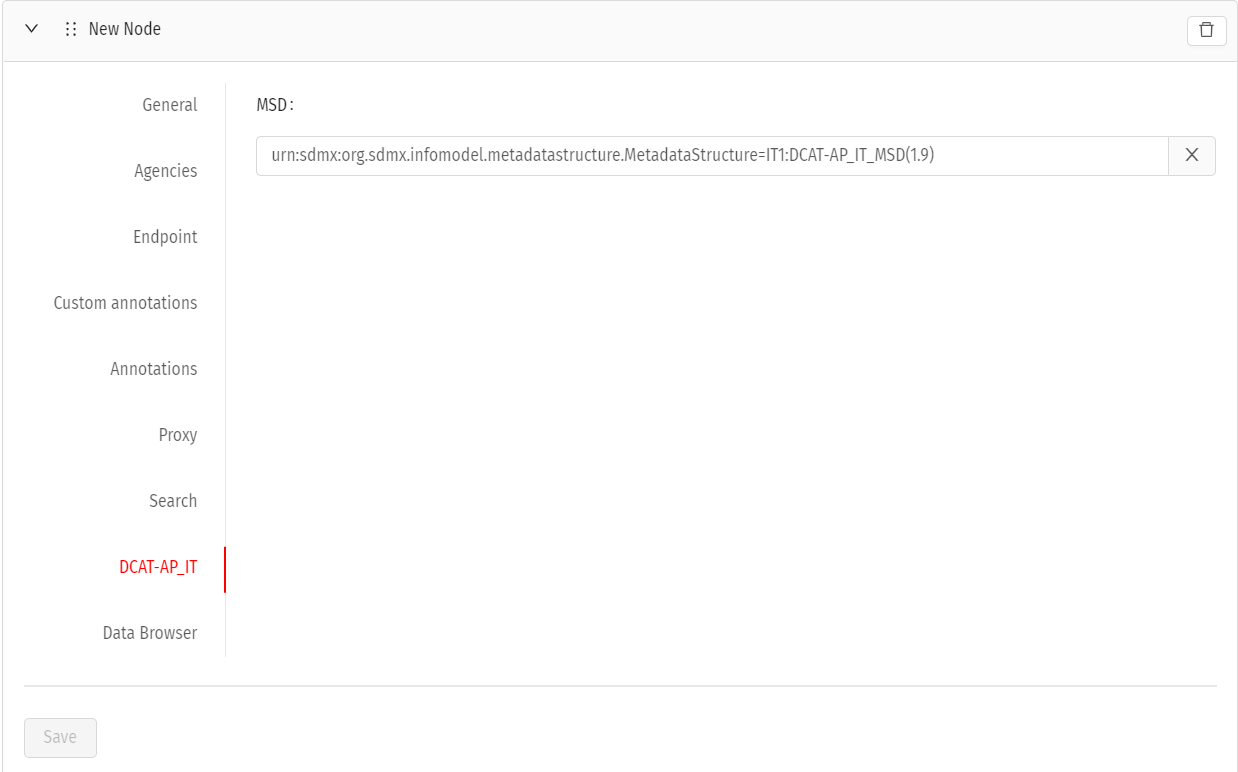 New Node
General
Agencies
Endpoint
Custom annotations
Annotations
Proxy
Search
DCAT-AP_IT
Data Browser
MSD :
urn:sdmx:org.sdmx.infomodel.metadatastructure.MetadataStructure=IT1:DCAT-AP_IT_MSD(1.9)
Save